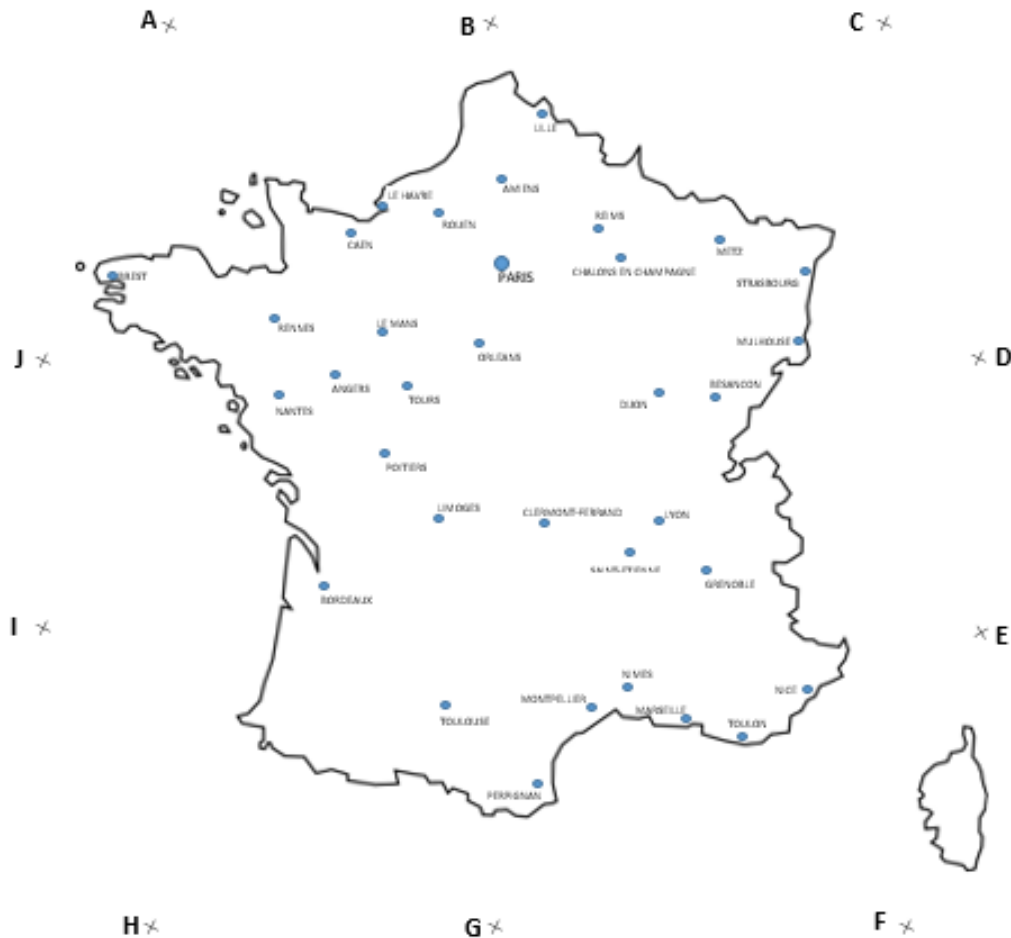 A
B
C
LILLE
AMIENS
LE HAVRE
ROUEN
REIMS
CAEN
METZ
CHALONS EN CHAMPAGNE
PARIS
BREST
STRASBOURG
RENNES
LE MANS
MULHOUSE
ORLEANS
J
D
ANGERS
BESANCON
TOURS
DIJON
NANTES
POITIERS
LIMOGES
CLERMONT-FERRAND
LYON
SAINT-ETIENNE
GRENOBLE
BORDEAUX
I
E
NIMES
NICE
MONTPELLIER
MARSEILLE
TOULOUSE
TOULON
PERPIGNAN
H
G
F